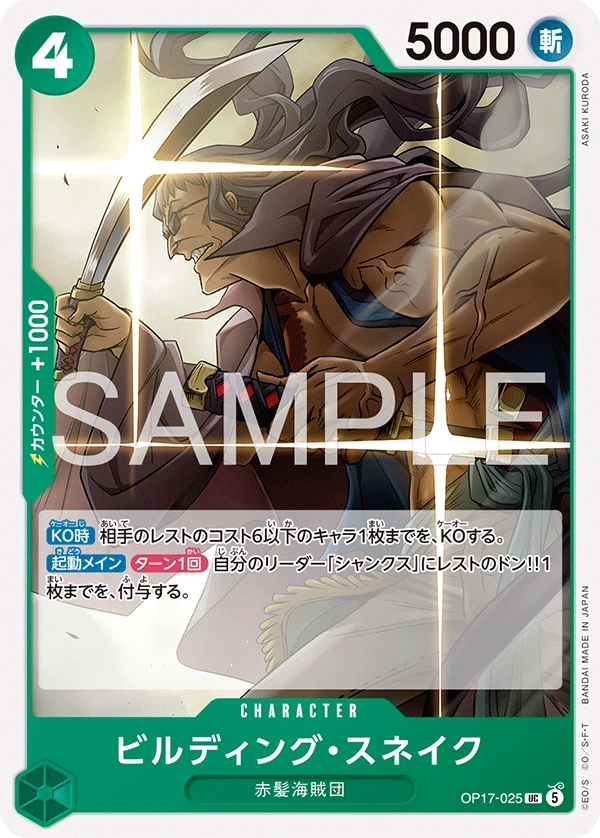 4
5000
斬
ASAKI KURODA
カウンター +1000
SAMPLE
KO時 相手のレストのコスト6以下のキャラ1枚までを、KOする。
起動メイン ターン1回 自分のリーダー「シャンクス」にレストのドン!!1
枚までを、付与する。
CHARACTER
ビルディング・スネイク
赤髪海賊団
OP17-025 UC 5
©E.O/S ©O/S・F・T BANDAI MADE IN JAPAN